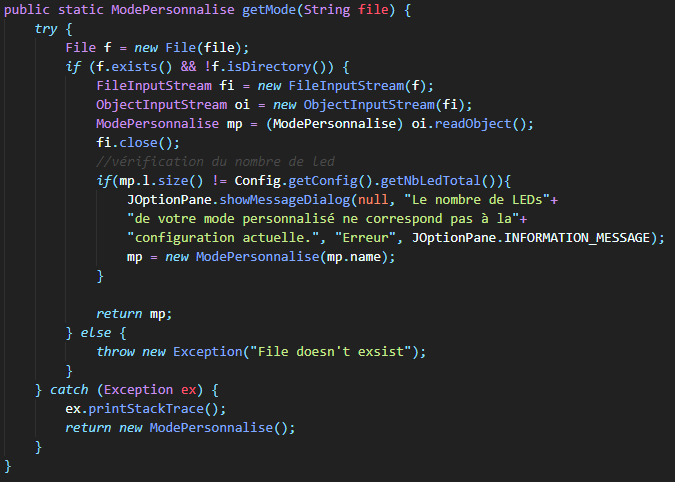 public static ModePersonnalise getMode(String file) {
try {
File f = new File(file);
if (f.exists() && !f.isDirectory()) {
FileInputStream fi = new FileInputStream(f);
ObjectInputStream oi = new ObjectInputStream(fi);
ModePersonnalise mp = (ModePersonnalise) oi.readObject();
fi.close();
//vérification du nombre de led
if(mp.l.size() != Config.getConfig().getNbLedTotal()){
JOptionPane.showMessageDialog(null, "Le nombre de LEDs"+
"de votre mode personnalisé ne correspond pas à la"+
"configuration actuelle.", "Erreur", JOptionPane.INFORMATION_MESSAGE);
mp = new ModePersonnalise(mp.name);
}
return mp;
} else {
throw new Exception("File doesn't exsist");
}
} catch (Exception ex) {
ex.printStackTrace();
return new ModePersonnalise();
}
}